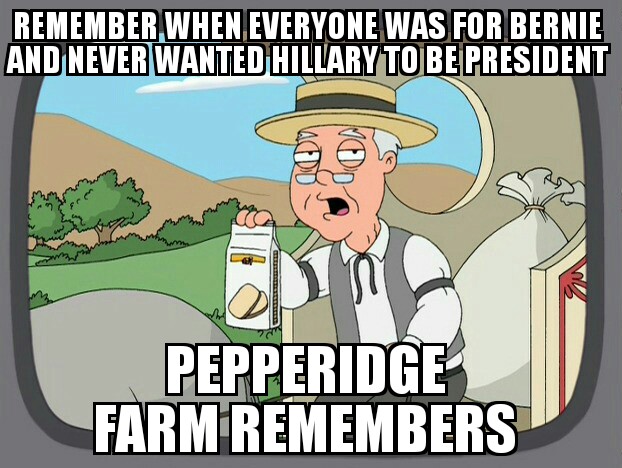 REMEMBER WHEN EVERYONE WAS FOR BERNIE
AND NEVER WANTED HILLARY TO BE PRESIDENT
PEPPERIDGE
FARM REMEMBERS